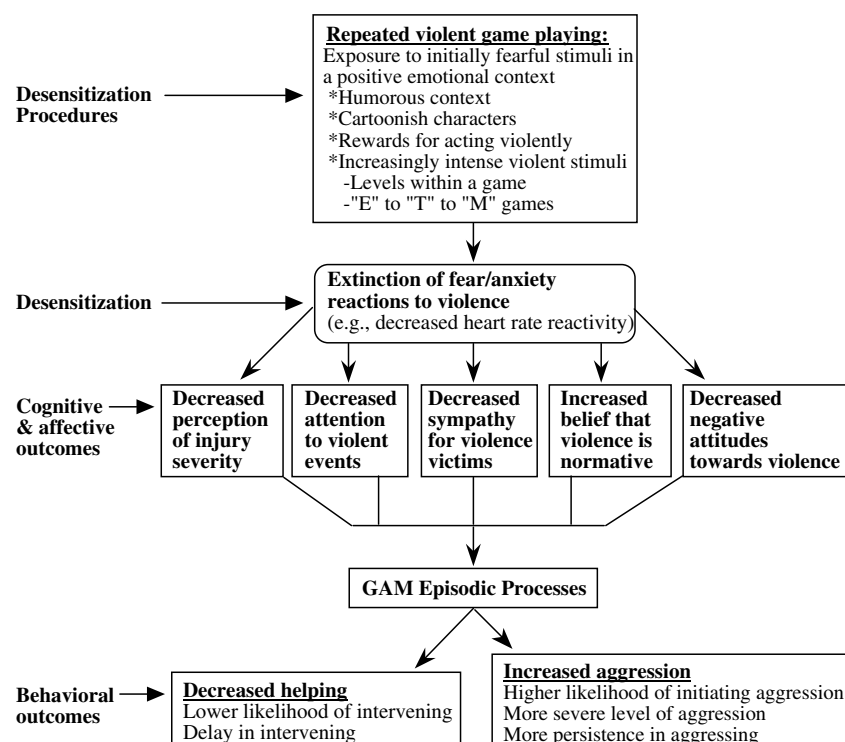 Repeated violent game playing:
Exposure to initially fearful stimuli in
a positive emotional context
*Humorous context
*Cartoonish characters
*Rewards for acting violently
*Increasingly intense violent stimuli
-Levels within a game
-"E" to "T" to "M" games
Desensitization
Procedures
Extinction of fear/anxiety
reactions to violence
(e.g., decreased heart rate reactivity)
Desensitization
Cognitive
& affective
outcomes
Decreased
perception
of injury
severity
Decreased
attention
to violent
events
Decreased
sympathy
for violence
victims
Increased
belief that
violence is
normative
Decreased
negative
attitudes
towards violence
GAM Episodic Processes
Behavioral
outcomes
Decreased helping
Lower likelihood of intervening
Delay in intervening
Increased aggression
Higher likelihood of initiating aggression
More severe level of aggression
More persistence in aggressing